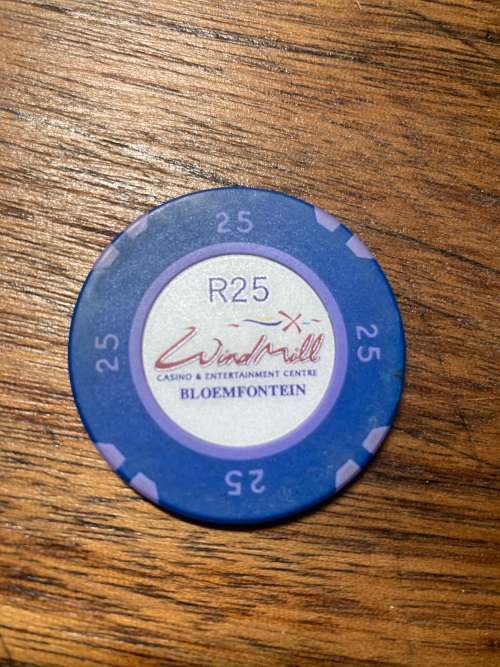 25
R25
WindMill
CASINO & ENTERTAINMENT CENTRE
BLOEMFONTEIN
25
25
25